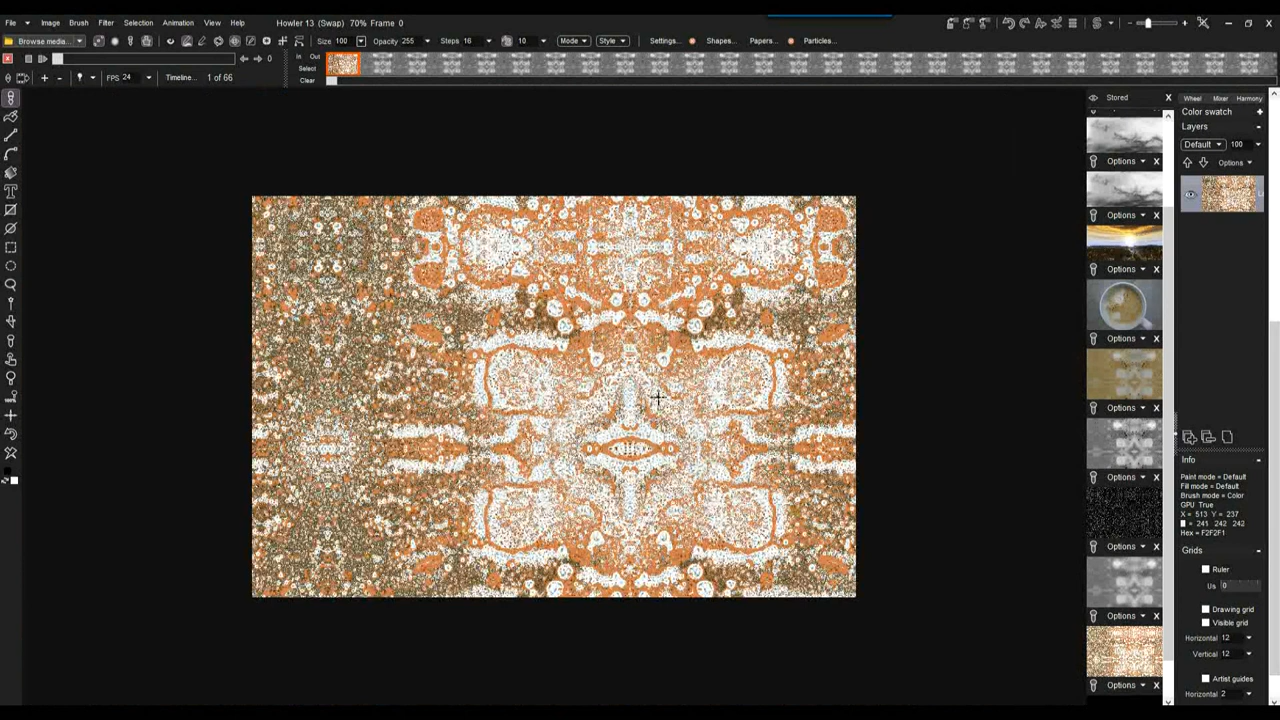 File Image Brush Filter Selection Animation View Help Howler 13 (Swap) 70% Frame 0
Browse media... Size 100 Opacity 255 Steps 16 10 Mode Style Settings... Shapes... Papers... Particles...
0 In Out
Select
FPS 24 Timeline... 1 of 66 Clear
Stored X Wheel Mixer Harmony
Color swatch
Layers
Default 100
Options X
Options
Options X
Options X
Options X
Options X
Options X
Options X
Options X
Options X
Info
Paint mode = Default
Fill mode = Default
Brush mode = Color
GPU True
X = 513 Y = 237
= 241 242 242
Hex = F2F2F1
Grids
Ruler
Us 0
Drawing grid
Visible grid
Horizontal 12
Vertical 12
Artist guides
Horizontal 2